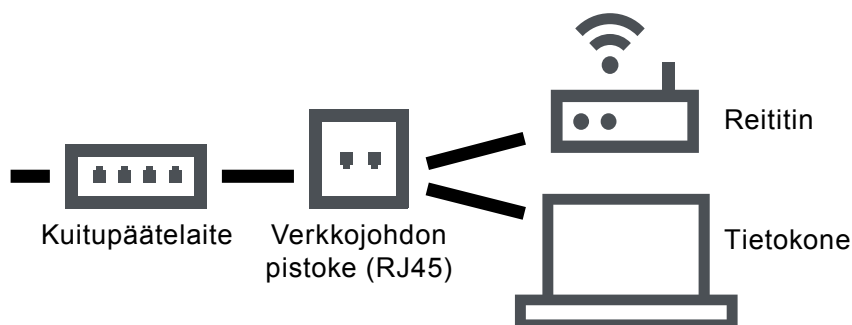 Reititin
Kuitupäätelaite
Verkkojohdon
pistoke (RJ45)
Tietokone